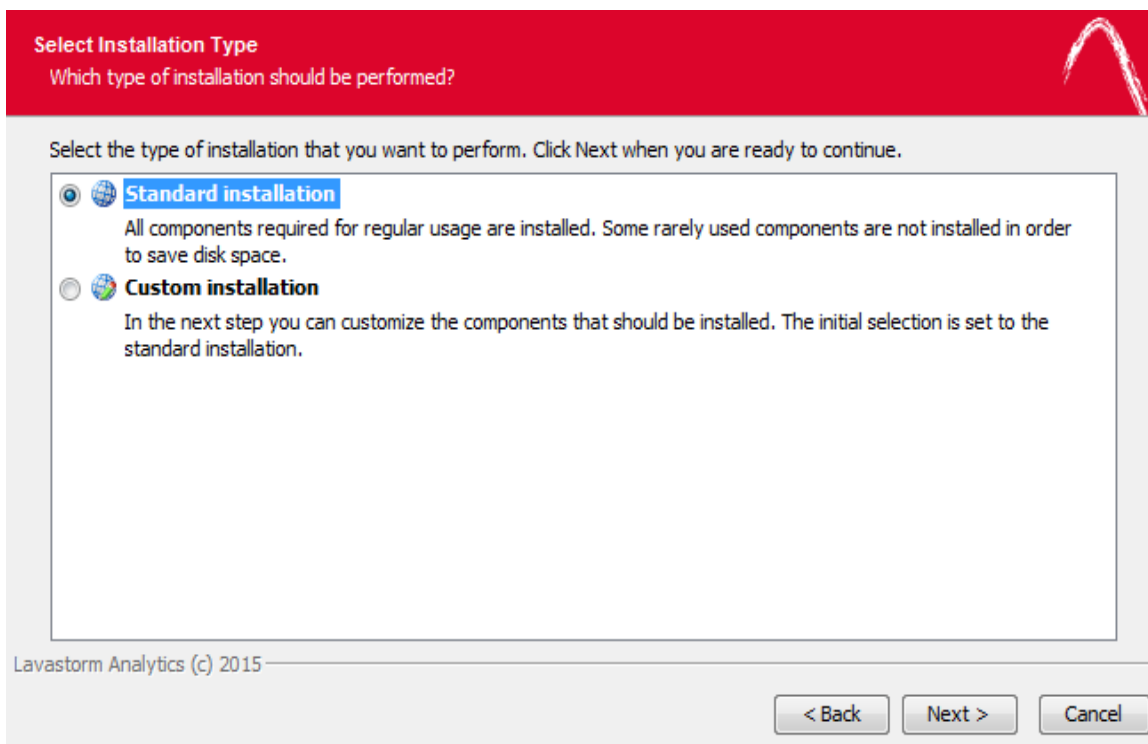 Select Installation Type
Which type of installation should be performed?
Select the type of installation that you want to perform. Click Next when you are ready to continue.
Standard installation
All components required for regular usage are installed. Some rarely used components are not installed in order
to save disk space.
Custom installation
In the next step you can customize the components that should be installed. The initial selection is set to the
standard installation.
Lavastorm Analytics (c) 2015
< Back
Next >
Cancel